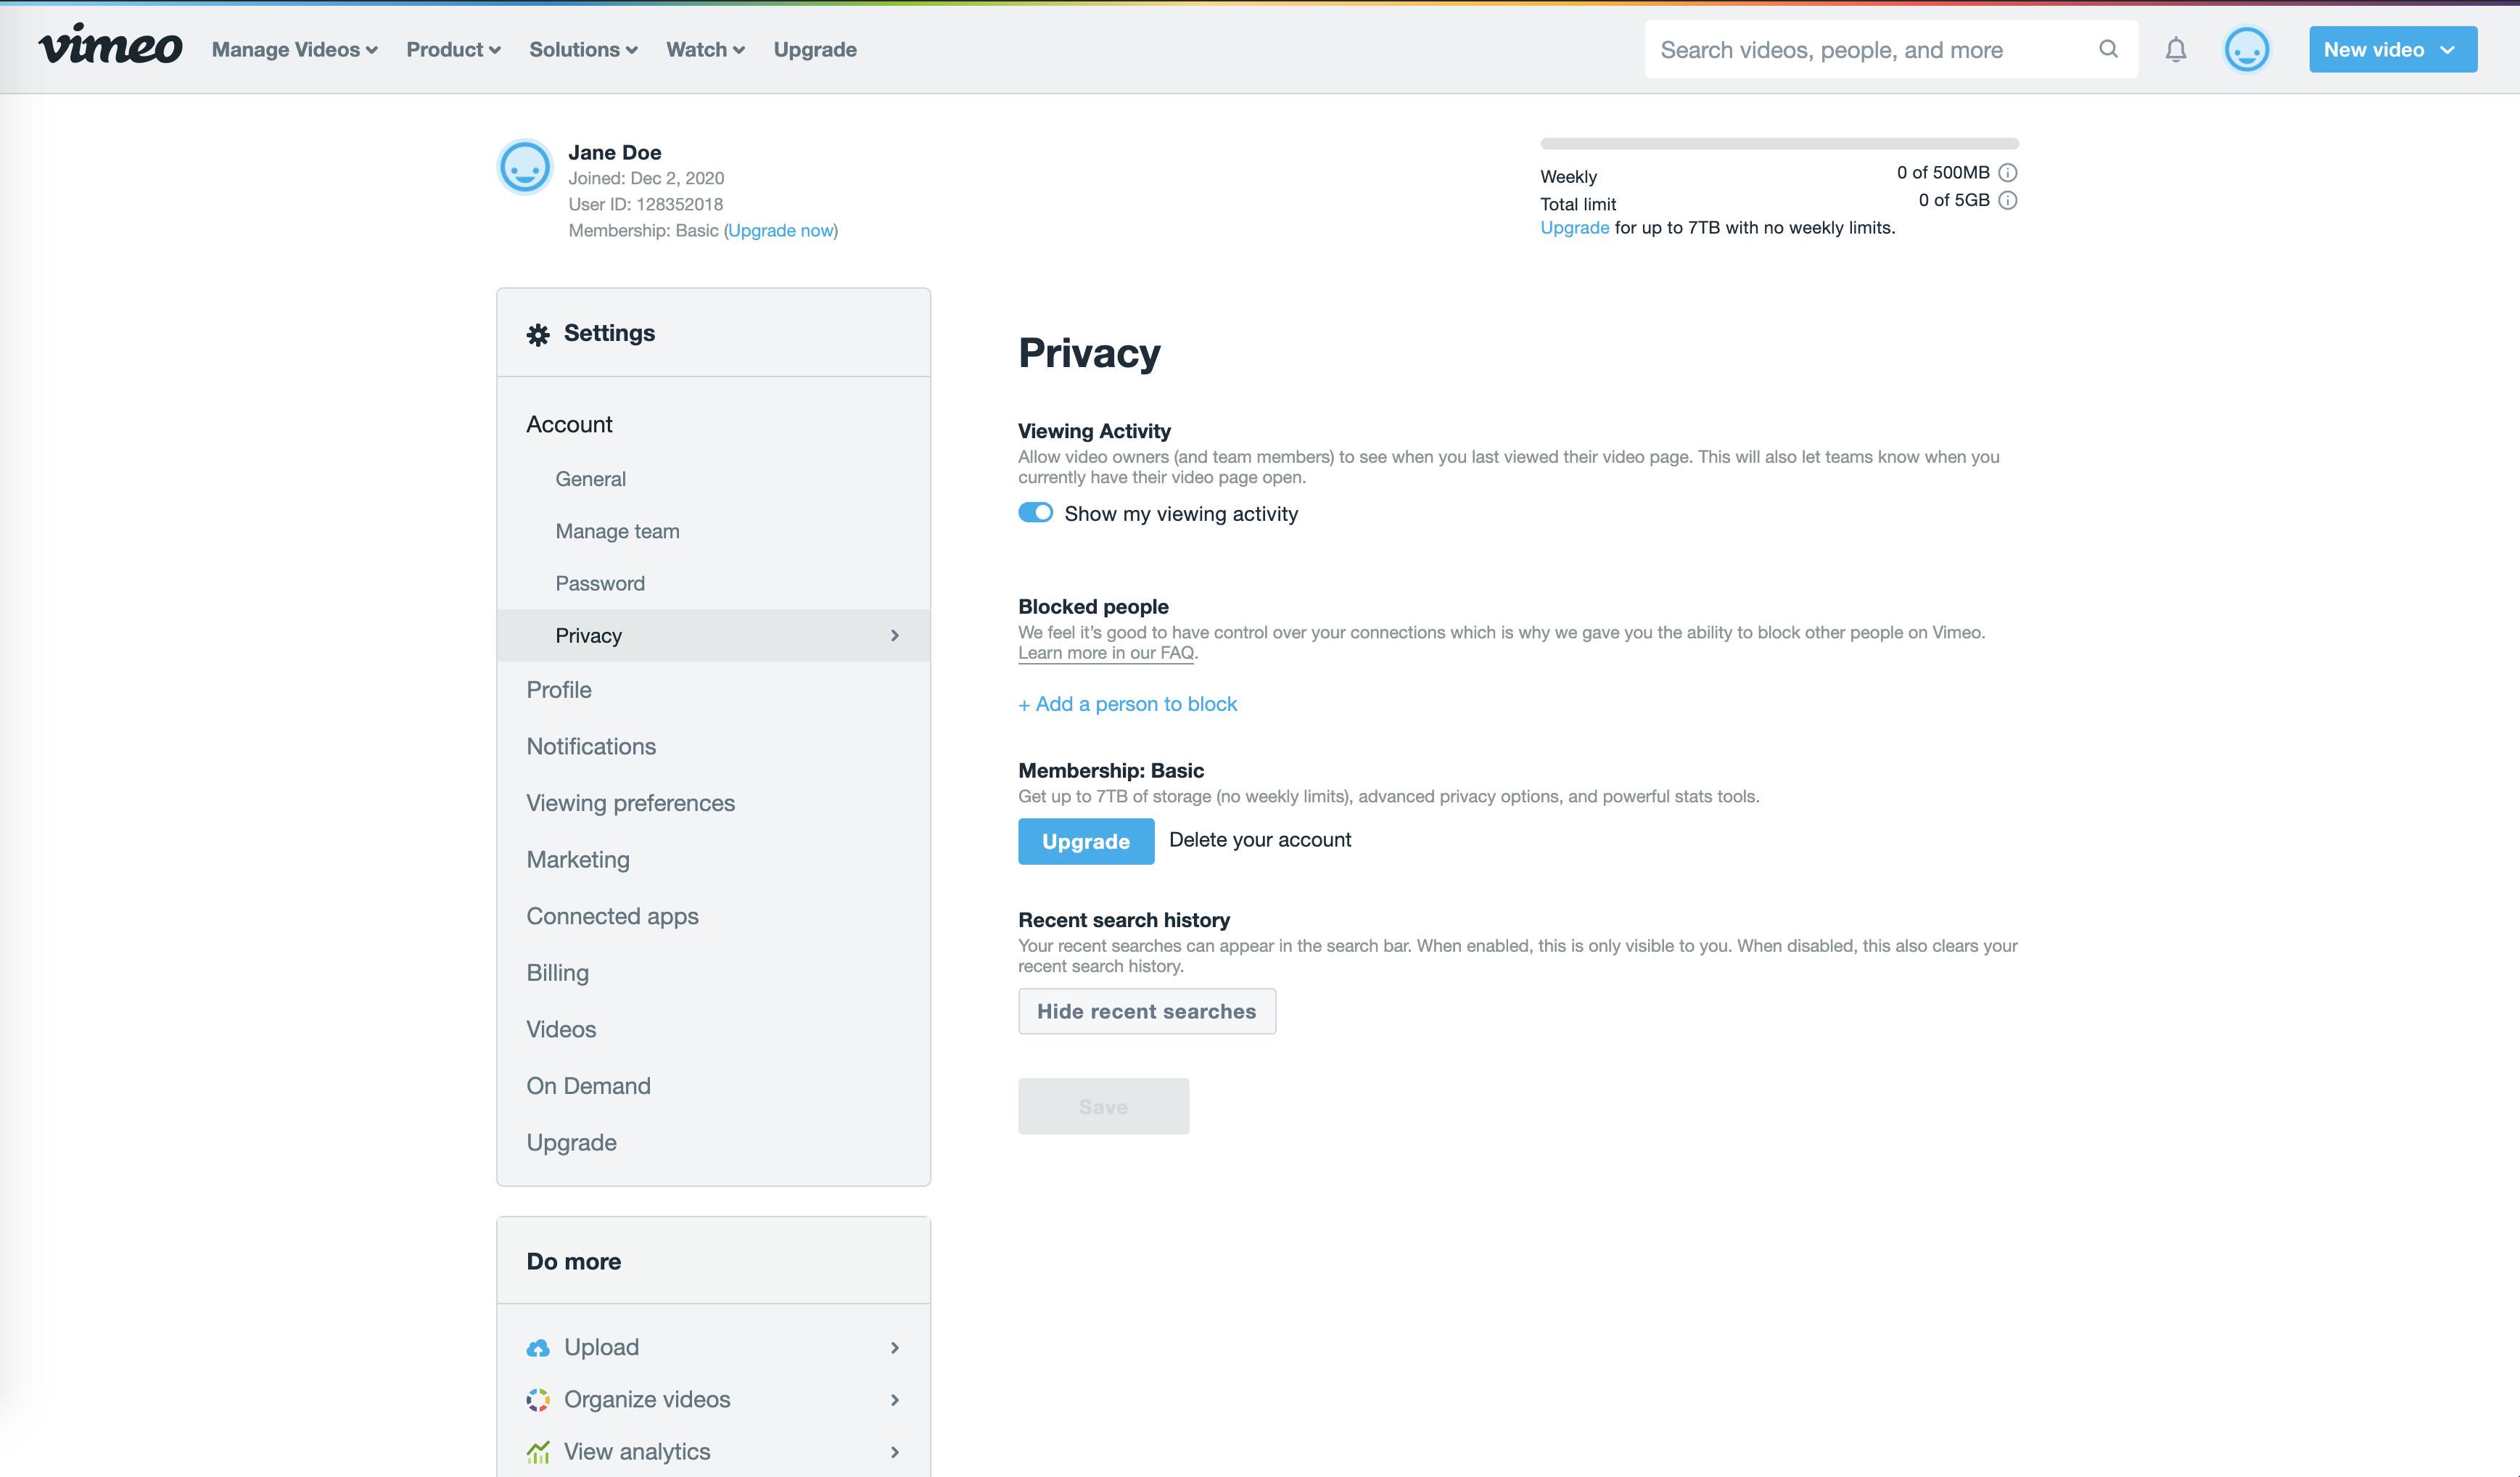 vimeo
Manage Videos
Product
Solutions
Watch
Upgrade
Search videos, people, and more
New video
Jane Doe
Joined: Dec 2, 2020
User ID: 128352018
Membership: Basic (Upgrade now)
Weekly 0 of 500MB
Total limit 0 of 5GB
Upgrade for up to 7TB with no weekly limits.
Settings
Account
General
Manage team
Password
Privacy
Profile
Notifications
Viewing preferences
Marketing
Connected apps
Billing
Videos
On Demand
Upgrade
Do more
Upload
Organize videos
View analytics
Privacy
Viewing Activity
Allow video owners (and team members) to see when you last viewed their video page. This will also let teams know when you
currently have their video page open.
Show my viewing activity
Blocked people
We feel it’s good to have control over your connections which is why we gave you the ability to block other people on Vimeo.
Learn more in our FAQ.
+ Add a person to block
Membership: Basic
Get up to 7TB of storage (no weekly limits), advanced privacy options, and powerful stats tools.
Upgrade
Delete your account
Recent search history
Your recent searches can appear in the search bar. When enabled, this is only visible to you. When disabled, this also clears your
recent search history.
Hide recent searches
Save